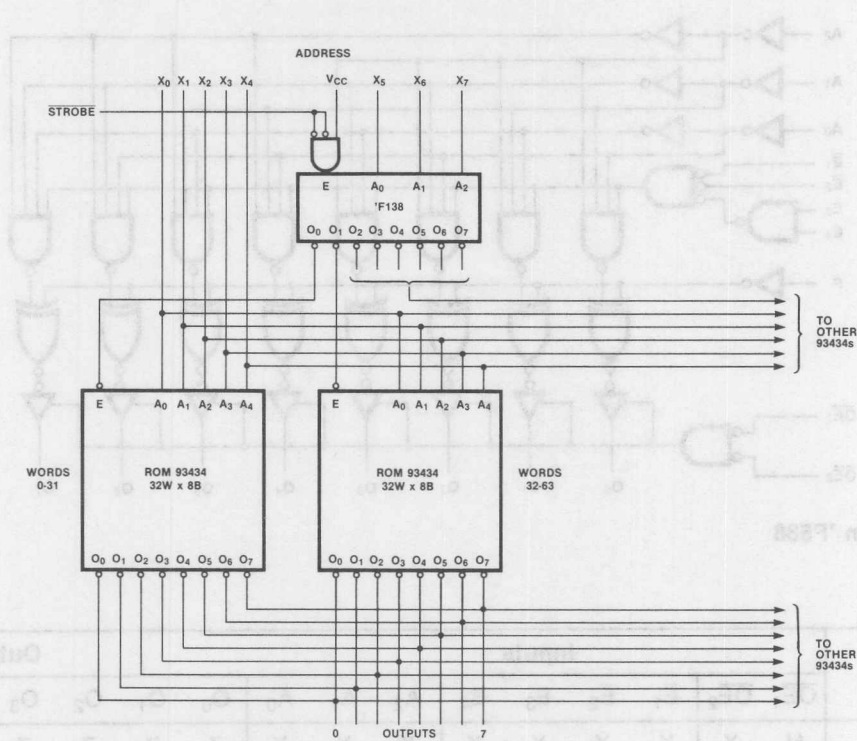 ADDRESS
X0 X1 X2 X3 X4 VCC X5 X6 X7
STROBE
E A0 A1 A2
'F138
O0 O1 O2 O3 O4 O5 O6 O7
TO
OTHER
93434s
E A0 A1 A2 A3 A4
E A0 A1 A2 A3 A4
WORDS
0-31
ROM 93434
32W x 8B
ROM 93434
32W x 8B
WORDS
32-63
O0 O1 O2 O3 O4 O5 O6 O7
O0 O1 O2 O3 O4 O5 O6 O7
TO
OTHER
93434s
0 OUTPUTS 7